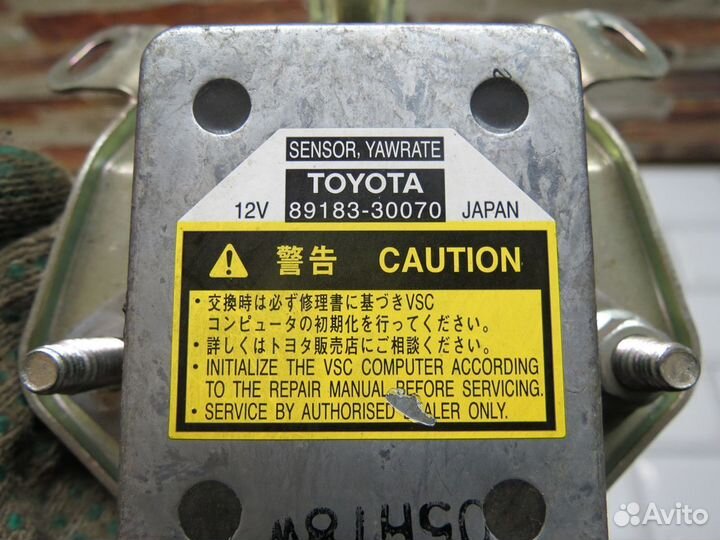 SENSOR, YAWRATE
TOYOTA
12V 89183-30070 JAPAN
警告 CAUTION
・交換時は必ず修理書に基づきVSC
コンピュータの初期化を行ってください。
・詳しくはトヨタ販売店にご相談ください。
・INITIALIZE THE VSC COMPUTER ACCORDING
TO THE REPAIR MANUAL BEFORE SERVICING.
・SERVICE BY AUTHORISED DEALER ONLY.
Avito